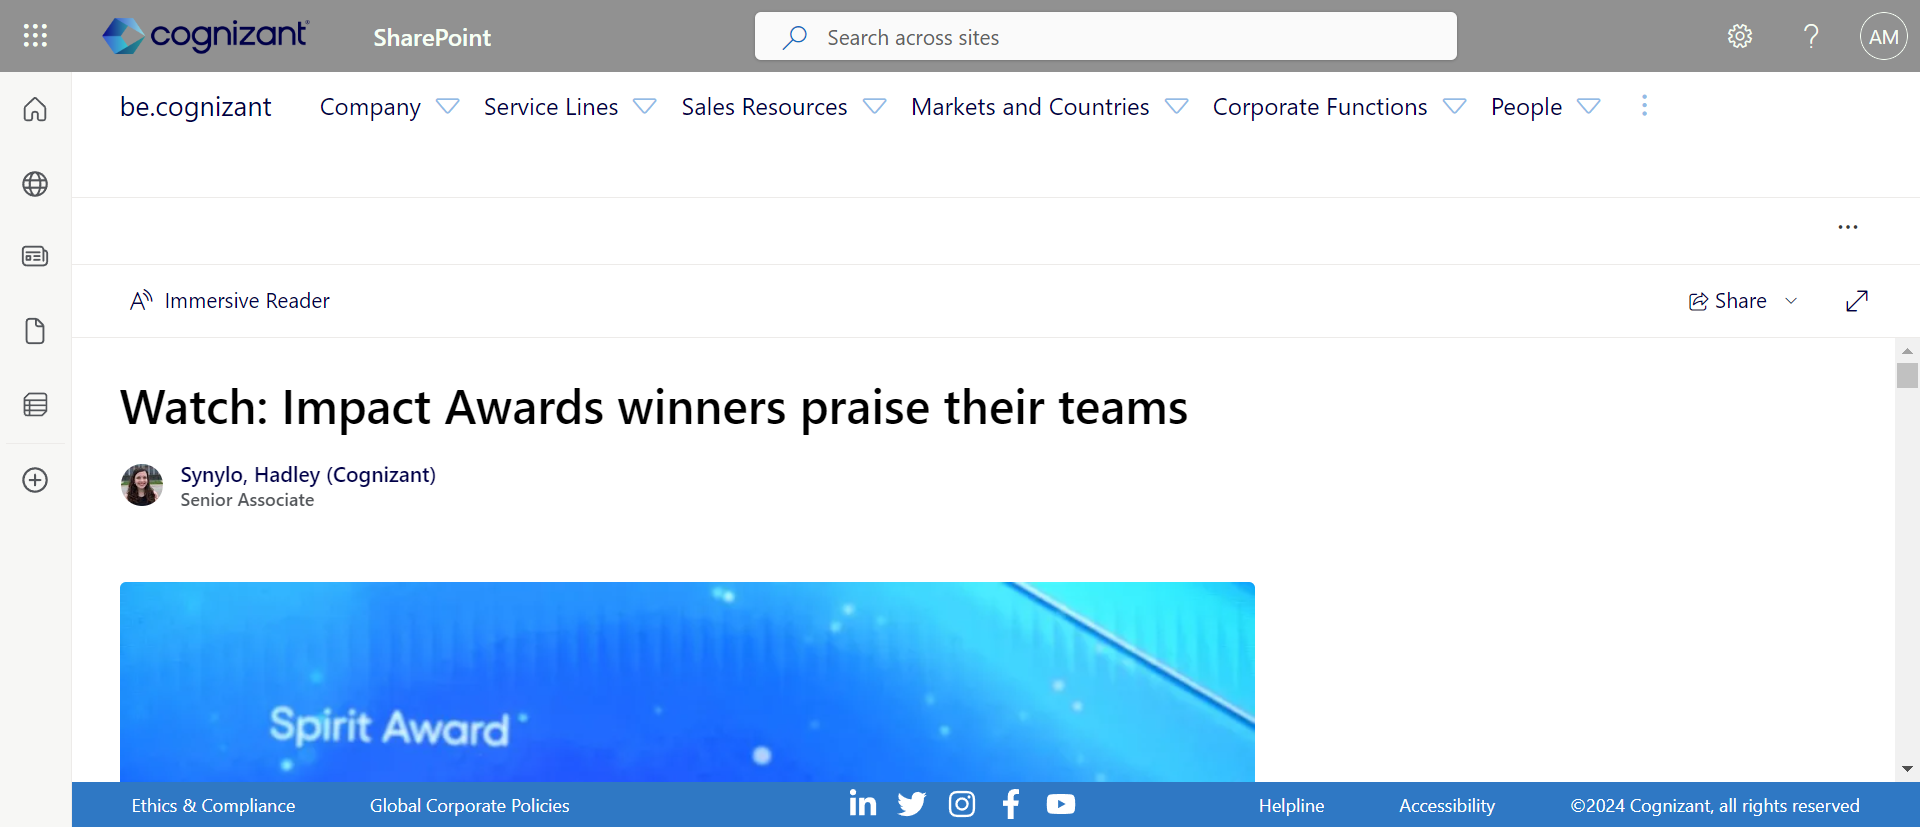 cognizant
SharePoint
Search across sites
AM
be.cognizant
Company
Service Lines
Sales Resources
Markets and Countries
Corporate Functions
People
Immersive Reader
Share
Watch: Impact Awards winners praise their teams
Synylo, Hadley (Cognizant)
Senior Associate
Spirit Award
Ethics & Compliance
Global Corporate Policies
Helpline
Accessibility
©2024 Cognizant, all rights reserved